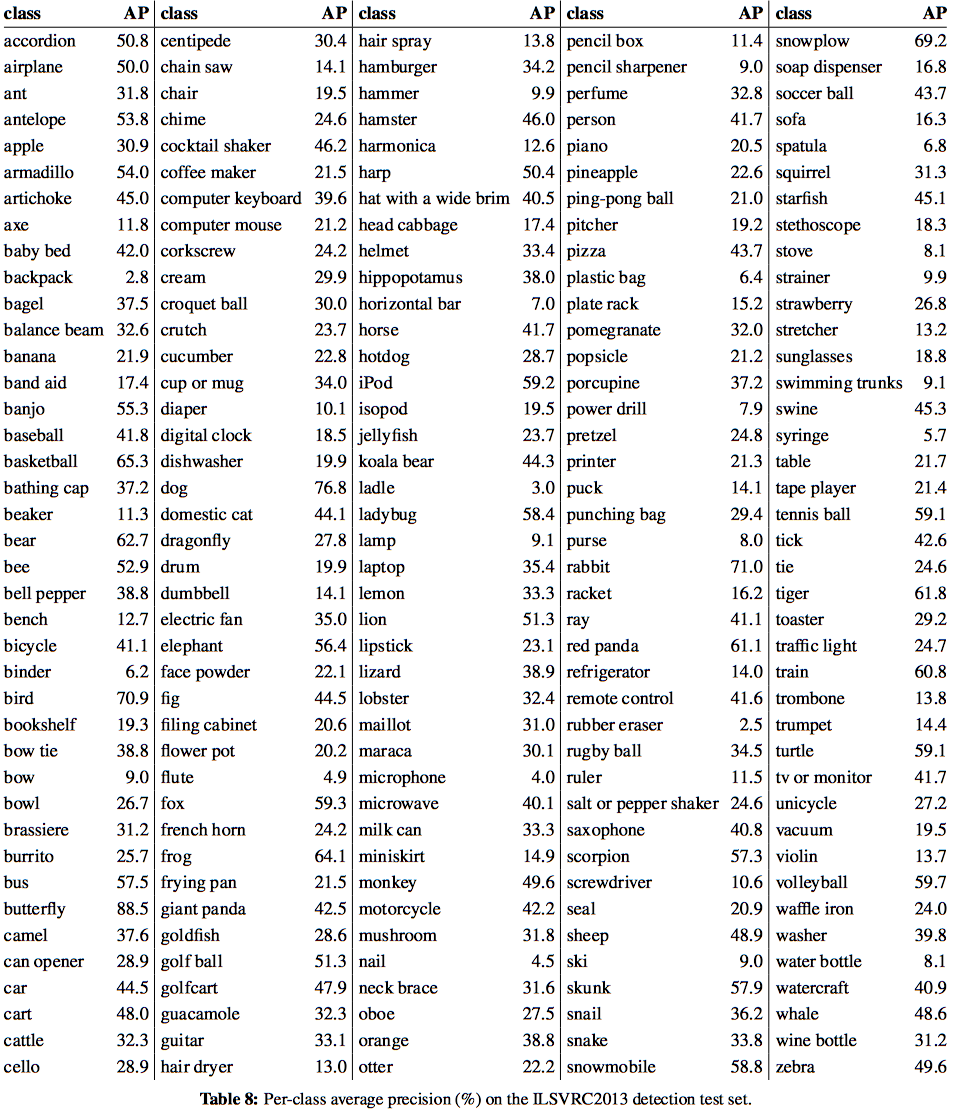 class AP class AP class AP class AP class AP
accordion 50.8 centipede 30.4 hair spray 13.8 pencil box 11.4 snowplow 69.2
airplane 50.0 chain saw 14.1 hamburger 34.2 pencil sharpener 9.0 soap dispenser 16.8
ant 31.8 chair 19.5 hammer 9.9 perfume 32.8 soccer ball 43.7
antelope 53.8 chime 24.6 hamster 46.0 person 41.7 sofa 16.3
apple 30.9 cocktail shaker 46.2 harmonica 12.6 piano 20.5 spatula 6.8
armadillo 54.0 coffee maker 21.5 harp 50.4 pineapple 22.6 squirrel 31.3
artichoke 45.0 computer keyboard 39.6 hat with a wide brim 40.5 ping-pong ball 21.0 starfish 45.1
axe 11.8 computer mouse 21.2 head cabbage 17.4 pitcher 19.2 stethoscope 18.3
baby bed 42.0 corkscrew 24.2 helmet 33.4 pizza 43.7 stove 8.1
backpack 2.8 cream 29.9 hippopotamus 38.0 plastic bag 6.4 strainer 9.9
bagel 37.5 croquet ball 30.0 horizontal bar 7.0 plate rack 15.2 strawberry 26.8
balance beam 32.6 crutch 23.7 horse 41.7 pomegranate 32.0 stretcher 13.2
banana 21.9 cucumber 22.8 hotdog 28.7 popsicle 21.2 sunglasses 18.8
band aid 17.4 cup or mug 34.0 iPod 59.2 porcupine 37.2 swimming trunks 9.1
banjo 55.3 diaper 10.1 isopod 19.5 power drill 7.9 swine 45.3
baseball 41.8 digital clock 18.5 jellyfish 23.7 pretzel 24.8 syringe 5.7
basketball 65.3 dishwasher 19.9 koala bear 44.3 printer 21.3 table 21.7
bathing cap 37.2 dog 76.8 ladle 3.0 puck 14.1 tape player 21.4
beaker 11.3 domestic cat 44.1 ladybug 58.4 punching bag 29.4 tennis ball 59.1
bear 62.7 dragonfly 27.8 lamp 9.1 purse 8.0 tick 42.6
bee 52.9 drum 19.9 laptop 35.4 rabbit 71.0 tie 24.6
bell pepper 38.8 dumbbell 14.1 lemon 33.3 racket 16.2 tiger 61.8
bench 12.7 electric fan 35.0 lion 51.3 ray 41.1 toaster 29.2
bicycle 41.1 elephant 56.4 lipstick 23.1 red panda 61.1 traffic light 24.7
binder 6.2 face powder 22.1 lizard 38.9 refrigerator 14.0 train 60.8
bird 70.9 fig 44.5 lobster 32.4 remote control 41.6 trombone 13.8
bookshelf 19.3 filing cabinet 20.6 maillot 31.0 rubber eraser 2.5 trumpet 14.4
bow tie 38.8 flower pot 20.2 maraca 30.1 rugby ball 34.5 turtle 59.1
bow 9.0 flute 4.9 microphone 4.0 ruler 11.5 tv or monitor 41.7
bowl 26.7 fox 59.3 microwave 40.1 salt or pepper shaker 24.6 unicycle 27.2
brassiere 31.2 french horn 24.2 milk can 33.3 saxophone 40.8 vacuum 19.5
burrito 25.7 frog 64.1 miniskirt 14.9 scorpion 57.3 violin 13.7
bus 57.5 frying pan 21.5 monkey 49.6 screwdriver 10.6 volleyball 59.7
butterfly 88.5 giant panda 42.5 motorcycle 42.2 seal 20.9 waffle iron 24.0
camel 37.6 goldfish 28.6 mushroom 31.8 sheep 48.9 washer 39.8
can opener 28.9 golf ball 51.3 nail 4.5 ski 9.0 water bottle 8.1
car 44.5 golfcart 47.9 neck brace 31.6 skunk 57.9 watercraft 40.9
cart 48.0 guacamole 32.3 oboe 27.5 snail 36.2 whale 48.6
cattle 32.3 guitar 33.1 orange 38.8 snake 33.8 wine bottle 31.2
cello 28.9 hair dryer 13.0 otter 22.2 snowmobile 58.8 zebra 49.6
Table 8: Per-class average precision (%) on the ILSVRC2013 detection test set.